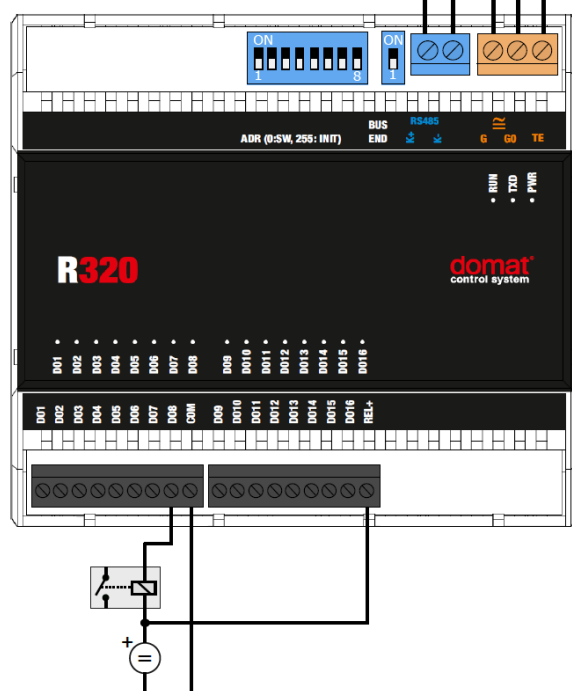 ON
1 8
ON
1
BUS
END
RS485
K+ K-
ADR (0:SW, 255: INIT)
G G0 TE
RUN TXD PWR
R320
domat
control system
DO1 DO2 DO3 DO4 DO5 DO6 DO7 DO8 DO9 DO10 DO11 DO12 DO13 DO14 DO15 DO16
DO1 DO2 DO3 DO4 DO5 DO6 DO7 DO8 COM DO9 DO10 DO11 DO12 DO13 DO14 DO15 DO16 REL+
+
=